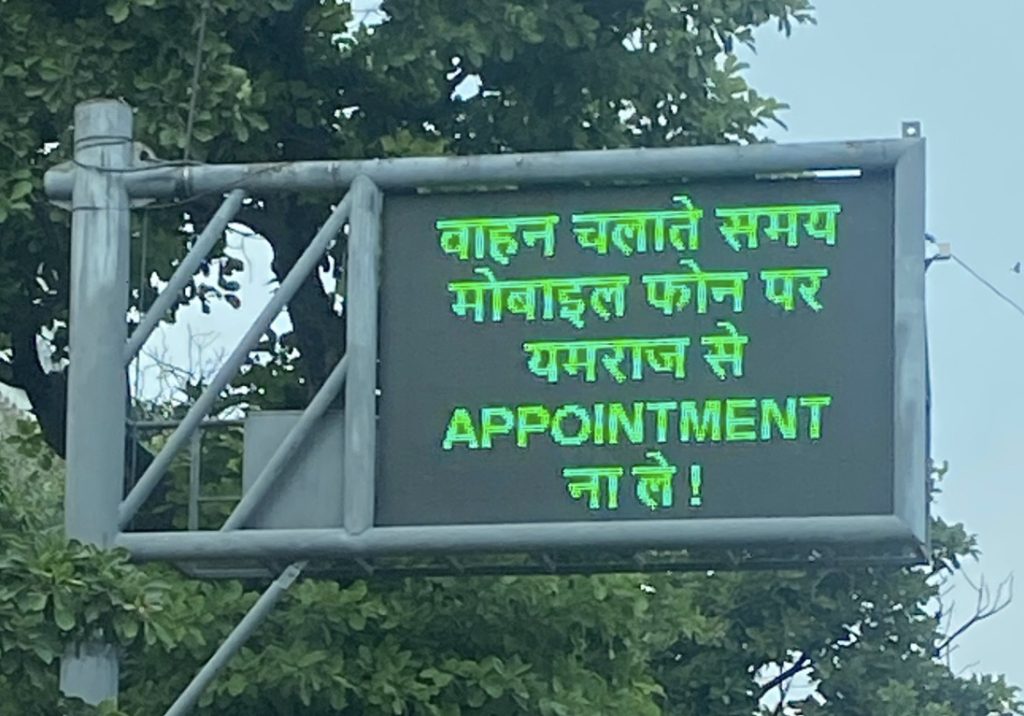 वाहन चलाते समय
मोबाइल फोन पर
यमराज से
APPOINTMENT
ना ले !